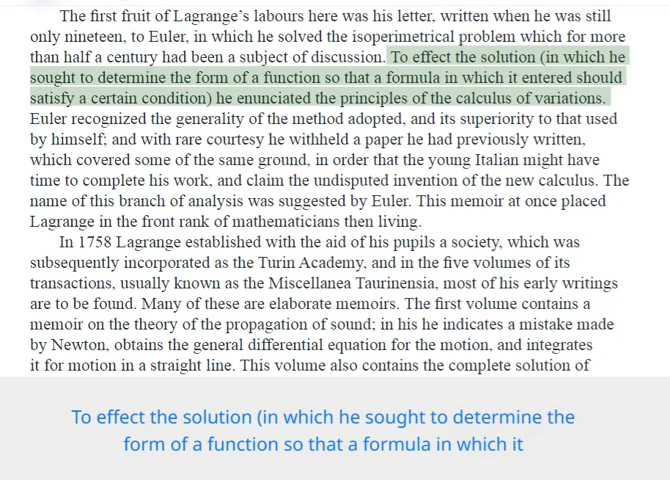 The first fruit of Lagrange’s labours here was his letter, written when he was still
only nineteen, to Euler, in which he solved the isoperimetrical problem which for more
than half a century had been a subject of discussion. To effect the solution (in which he
sought to determine the form of a function so that a formula in which it entered should
satisfy a certain condition) he enunciated the principles of the calculus of variations.
Euler recognized the generality of the method adopted, and its superiority to that used
by himself; and with rare courtesy he withheld a paper he had previously written,
which covered some of the same ground, in order that the young Italian might have
time to complete his work, and claim the undisputed invention of the new calculus. The
name of this branch of analysis was suggested by Euler. This memoir at once placed
Lagrange in the front rank of mathematicians then living.
In 1758 Lagrange established with the aid of his pupils a society, which was
subsequently incorporated as the Turin Academy, and in the five volumes of its
transactions, usually known as the Miscellanea Taurinensia, most of his early writings
are to be found. Many of these are elaborate memoirs. The first volume contains a
memoir on the theory of the propagation of sound; in his he indicates a mistake made
by Newton, obtains the general differential equation for the motion, and integrates
it for motion in a straight line. This volume also contains the complete solution of
To effect the solution (in which he sought to determine the
form of a function so that a formula in which it